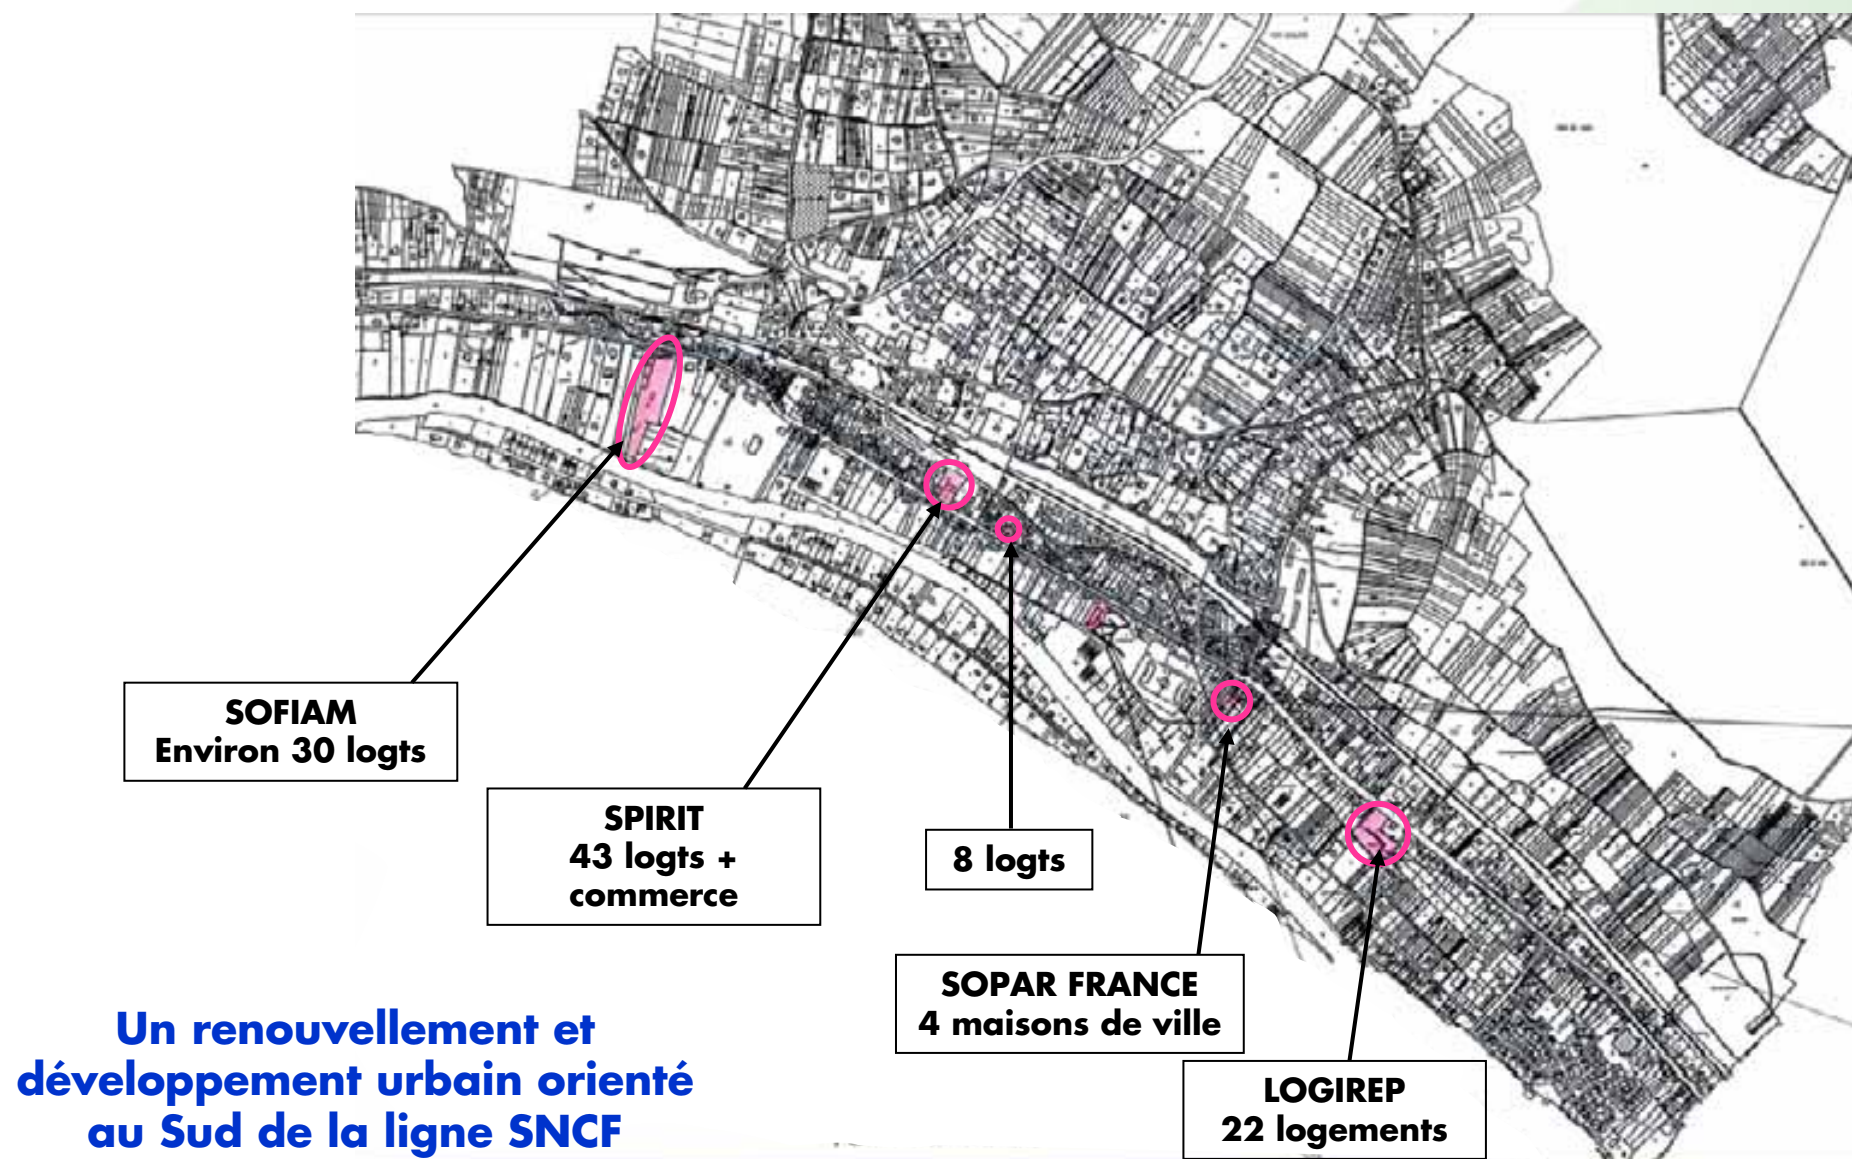 SOFIAM
Environ 30 logts
SPIRIT
43 logts +
commerce
8 logts
SOPAR FRANCE
4 maisons de ville
LOGIREP
22 logements
Un renouvellement et
développement urbain orienté
au Sud de la ligne SNCF